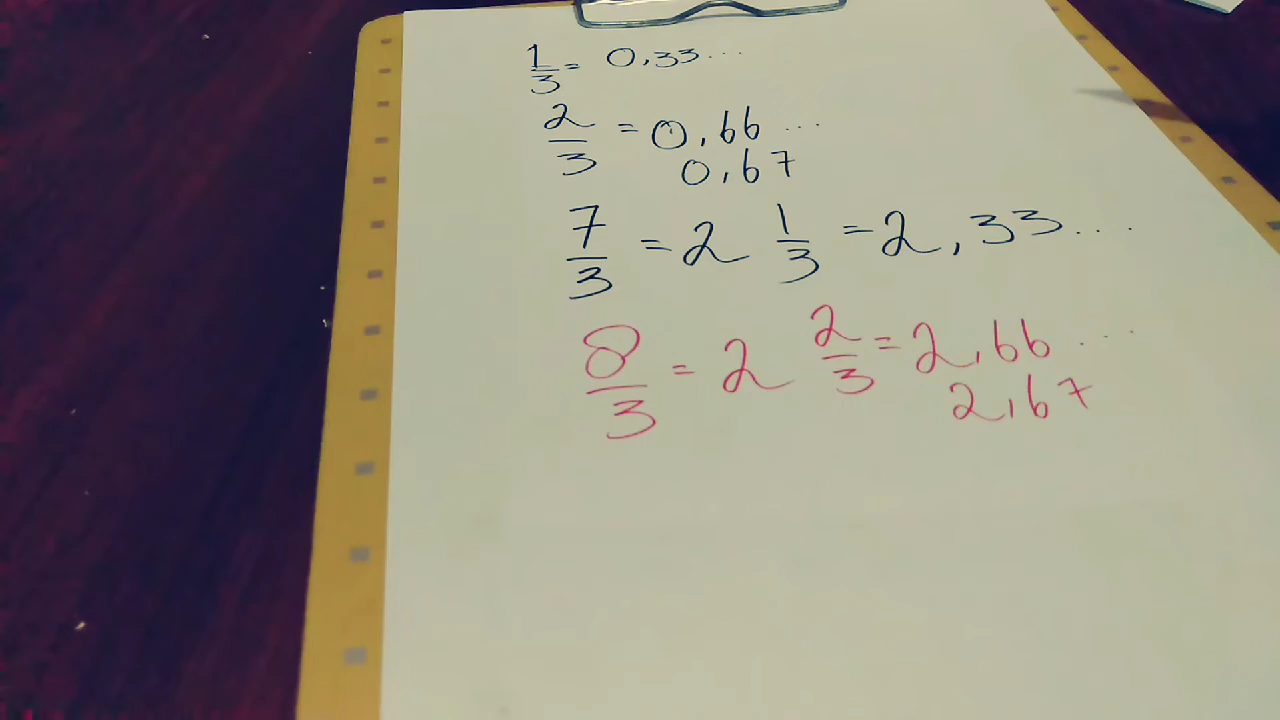 1/3 = 0,33...
2/3 = 0,66...
0,67
7/3 = 2 1/3 = 2,33...
8/3 = 2 2/3 = 2,66...
2,67